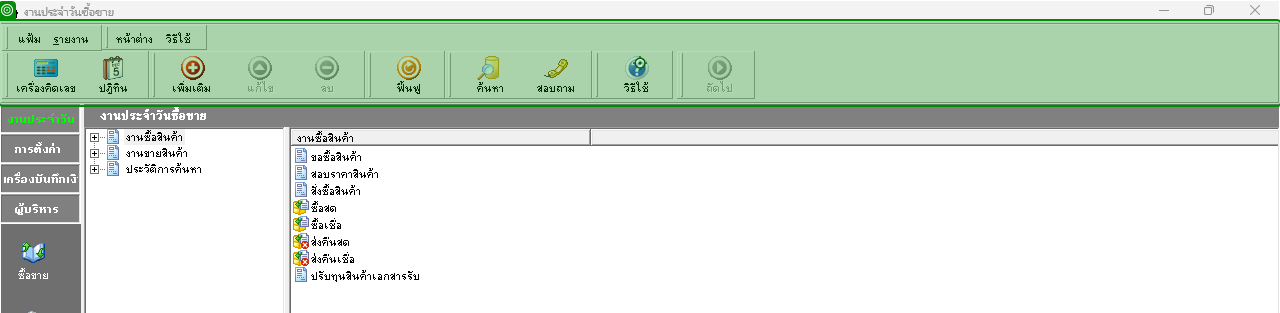 งานประจำวันซื้อขาย
แฟ้ม รายงาน หน้าต่าง วิธีใช้
5
เครื่องคิดเลข ปฎิทิน เพิ่มเติม แก้ไข ลบ ฟื้นฟู ค้นหา สอบถาม วิธีใช้ ถัดไป
งานประจำวัน งานประจำวันซื้อขาย
งานซื้อสินค้า งานซื้อสินค้า
การตั้งค่า งานขายสินค้า ขอซื้อสินค้า
ประวัติการค้นหา สอบราคาสินค้า
เครื่องบันทึกเงิ สั่งซื้อสินค้า
ผู้บริหาร ซื้อสด
ซื้อเชื่อ
ส่งคืนสด
ส่งคืนเชื่อ
ซื้อขาย ปรับทุนสินค้าเอกสารรับ